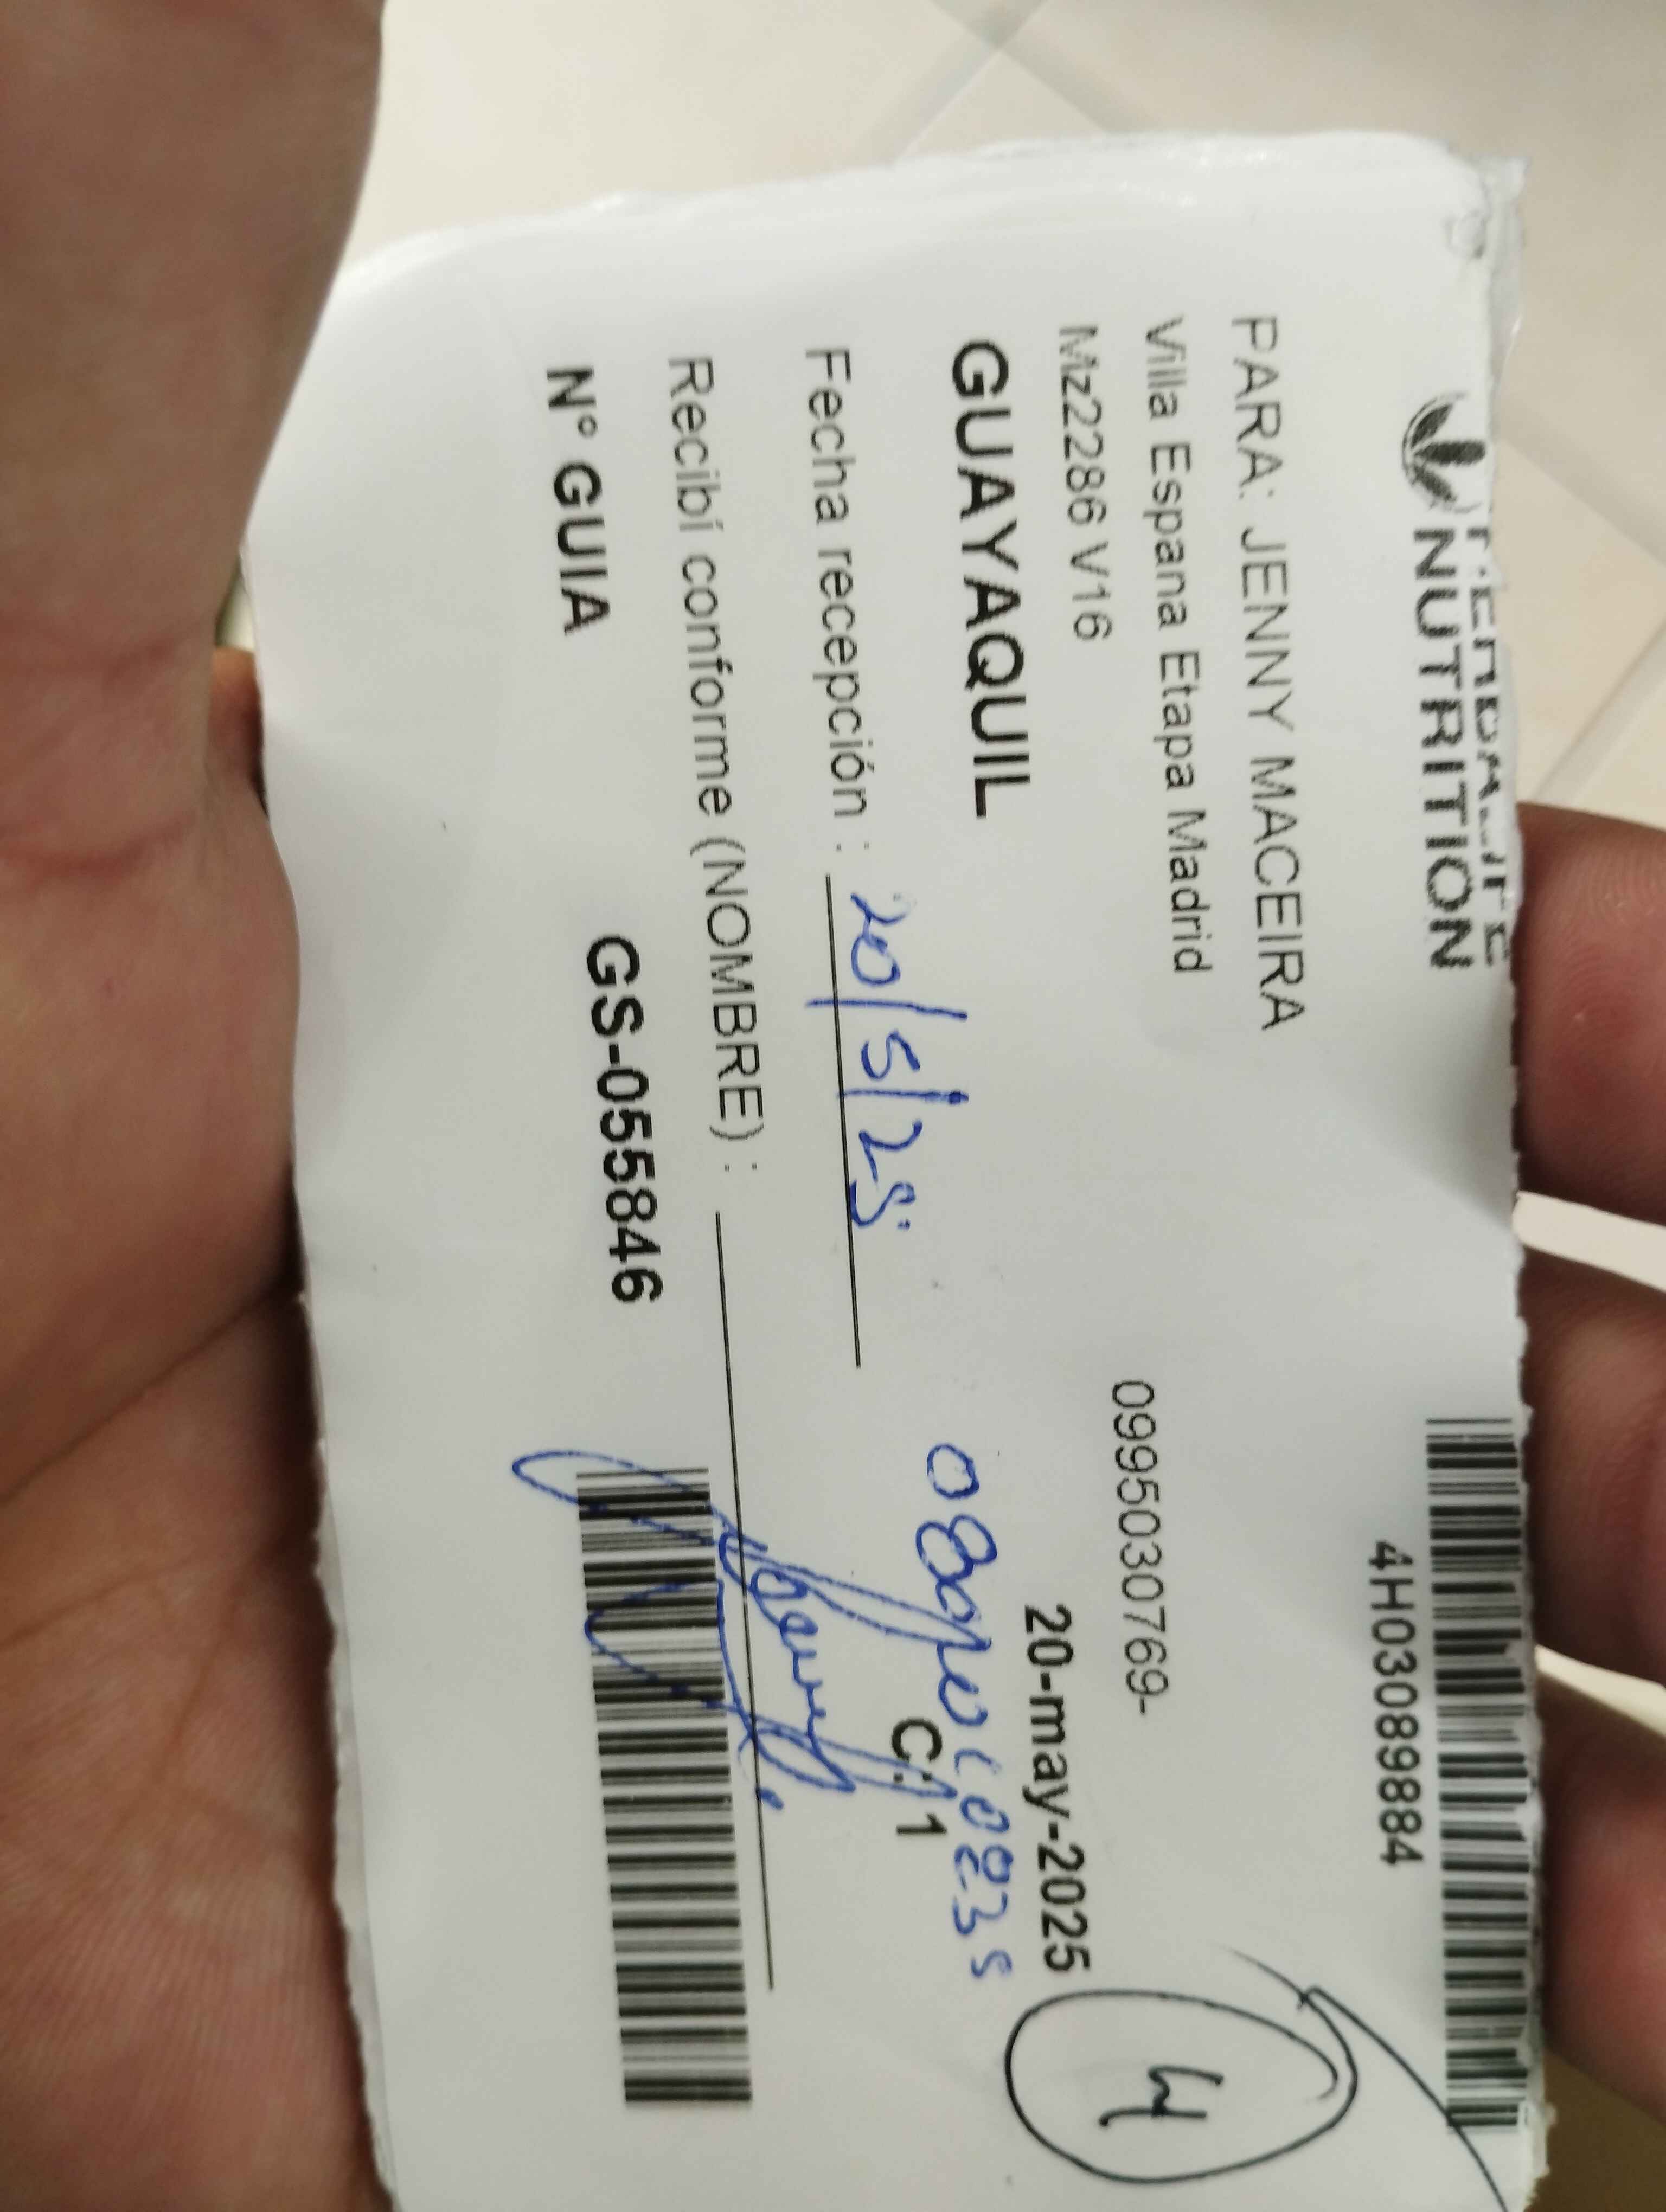 NUTRITION
4H03089884
PARA: JENNY MACEIRA
Villa Espana Etapa Madrid
0995030769-
Mz2286 V16
20-may-2025
4
GUAYAQUIL
C: 1
Fecha recepción : 20/5/25
Recibí conforme (NOMBRE) :
N° GUIA GS-055846